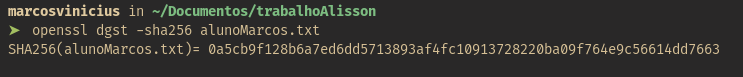 marcosvinicius in ~/Documentos/trabalhoAlisson
➤ openssl dgst -sha256 alunoMarcos.txt
SHA256(alunoMarcos.txt)= 0a5cb9f128b6a7ed6dd5713893af4fc10913728220ba09f764e9c56614dd7663